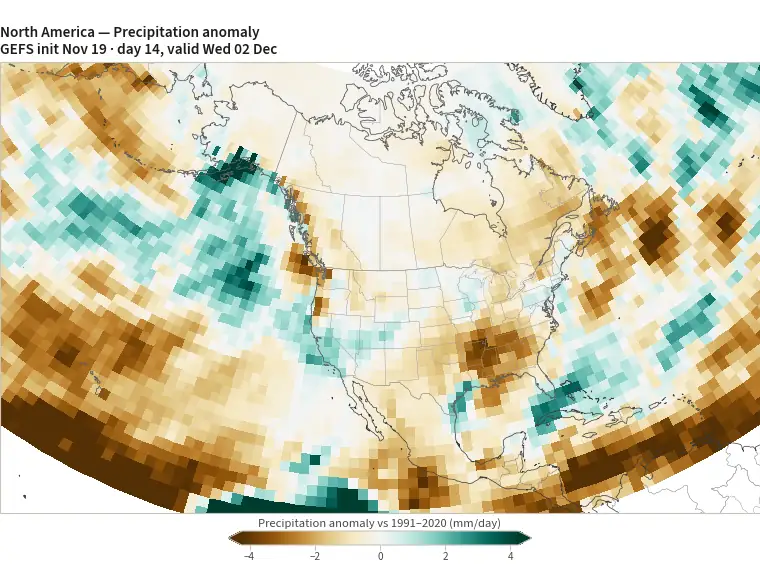 North America — Precipitation anomaly
GEFS init Nov 19 · day 14, valid Wed 02 Dec
Precipitation anomaly vs 1991–2020 (mm/day)
−4 −2 0 2 4